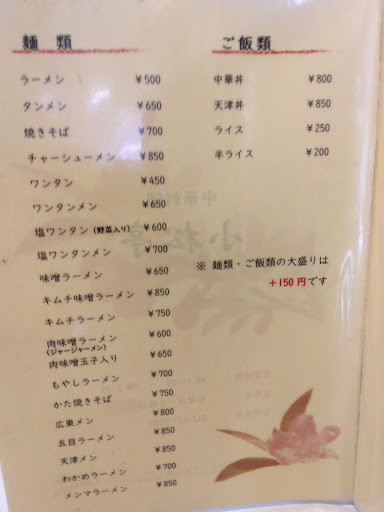 麺 類
ラーメン ￥500
タンメン ￥650
焼きそば ￥700
チャーシューメン ￥850
ワンタン ￥450
ワンタンメン ￥650
塩ワンタン (野菜入り) ￥600
塩ワンタンメン ￥700
味噌ラーメン ￥650
キムチ味噌ラーメン ￥850
キムチラーメン ￥750
肉味噌ラーメン ￥600
(ジャージャーメン)
肉味噌玉子入り ￥650
もやしラーメン ￥700
かた焼きそば ￥750
広東メン ￥800
五目ラーメン ￥850
天津メン ￥850
わかめラーメン ￥700
メンマラーメン ￥850
ご飯類
中華丼 ￥800
天津丼 ￥850
ライス ￥250
半ライス ￥200
※ 麺類・ご飯類の大盛りは
＋150円です
中華料理
小松亭